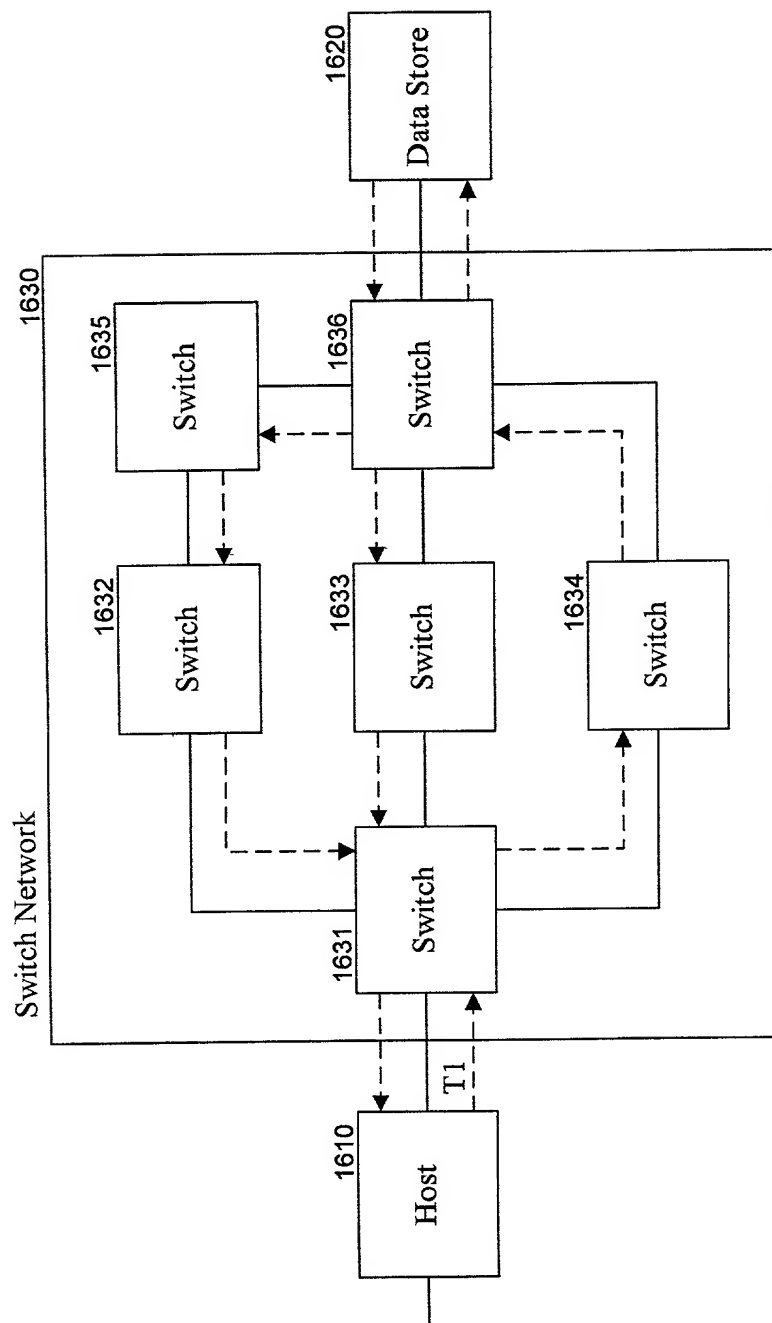 Switch Network
1630
1635
Switch
1632
Switch
1620
Data Store
1636
Switch
1633
Switch
1631
Switch
1610
Host
T1
1634
Switch